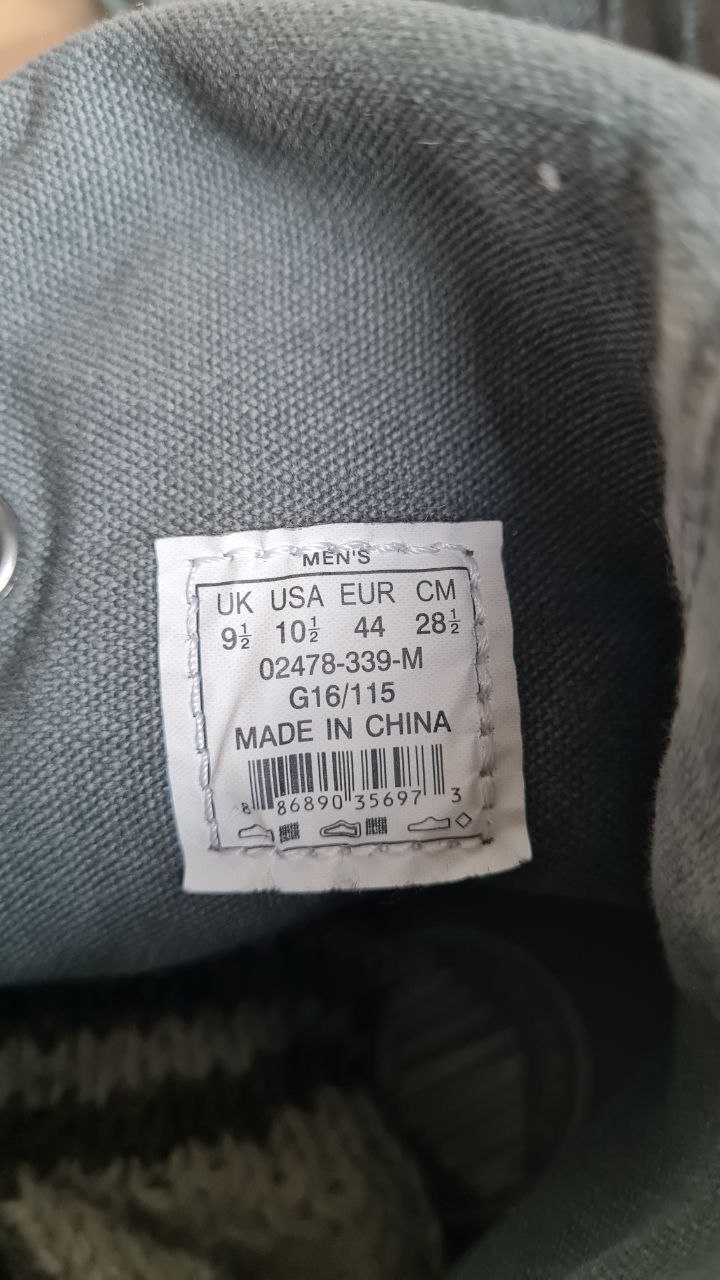 MEN'S
UK USA EUR CM
9½ 10½ 44 28½
02478-339-M
G16/115
MADE IN CHINA
8 86890 35697 3